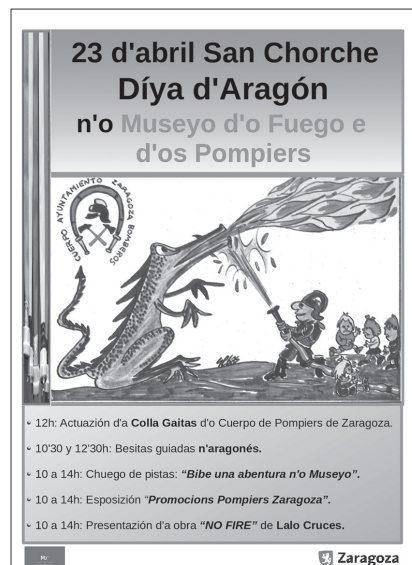 23 d'abril San Chorche
Díya d'Aragón
n'o Museyo d'o Fuego e
d'os Pompiers
CUERPO AYUNTAMIENTO ZARAGOZA BOMBEROS
12h: Actuazión d'a Colla Gaitas d'o Cuerpo de Pompiers de Zaragoza.
10'30 y 12'30h: Besitas guiadas n'aragonés.
10 a 14h: Chuego de pistas: “Bibe una abentura n'o Museyo”.
10 a 14h: Esposizión “Promocions Pompiers Zaragoza”.
10 a 14h: Presentazión d'a obra “NO FIRE” de Lalo Cruces.
Zaragoza